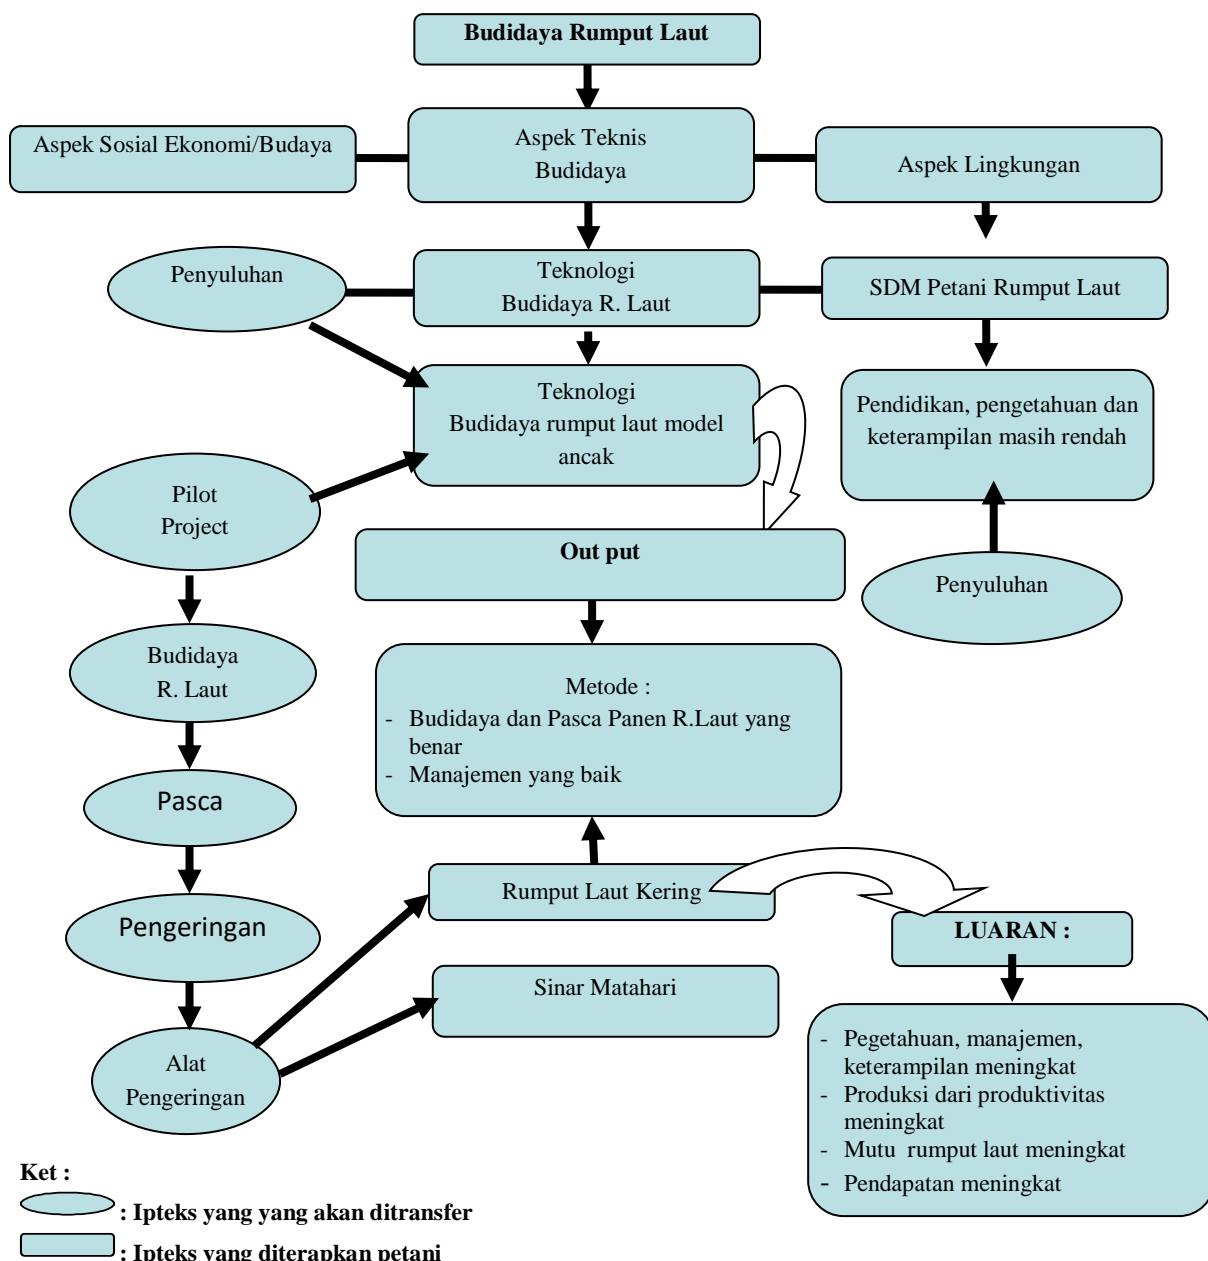 Budidaya Rumput Laut
Aspek Sosial Ekonomi/Budaya
Aspek Teknis
Budidaya
Aspek Lingkungan
Penyuluhan
Teknologi
Budidaya R. Laut
SDM Petani Rumput Laut
Teknologi
Budidaya rumput laut model
ancak
Pendidikan, pengetahuan dan
keterampilan masih rendah
Pilot
Project
Out put
Penyuluhan
Budidaya
R. Laut
Metode :
- Budidaya dan Pasca Panen R.Laut yang
benar
- Manajemen yang baik
Pasca
Rumput Laut Kering
Pengeringan
LUARAN :
Sinar Matahari
Alat
Pengeringan
- Pegetahuan, manajemen,
keterampilan meningkat
- Produksi dari produktivitas
meningkat
- Mutu rumput laut meningkat
- Pendapatan meningkat
Ket :
: Ipteks yang yang akan ditransfer
: Ipteks yang diterapkan petani